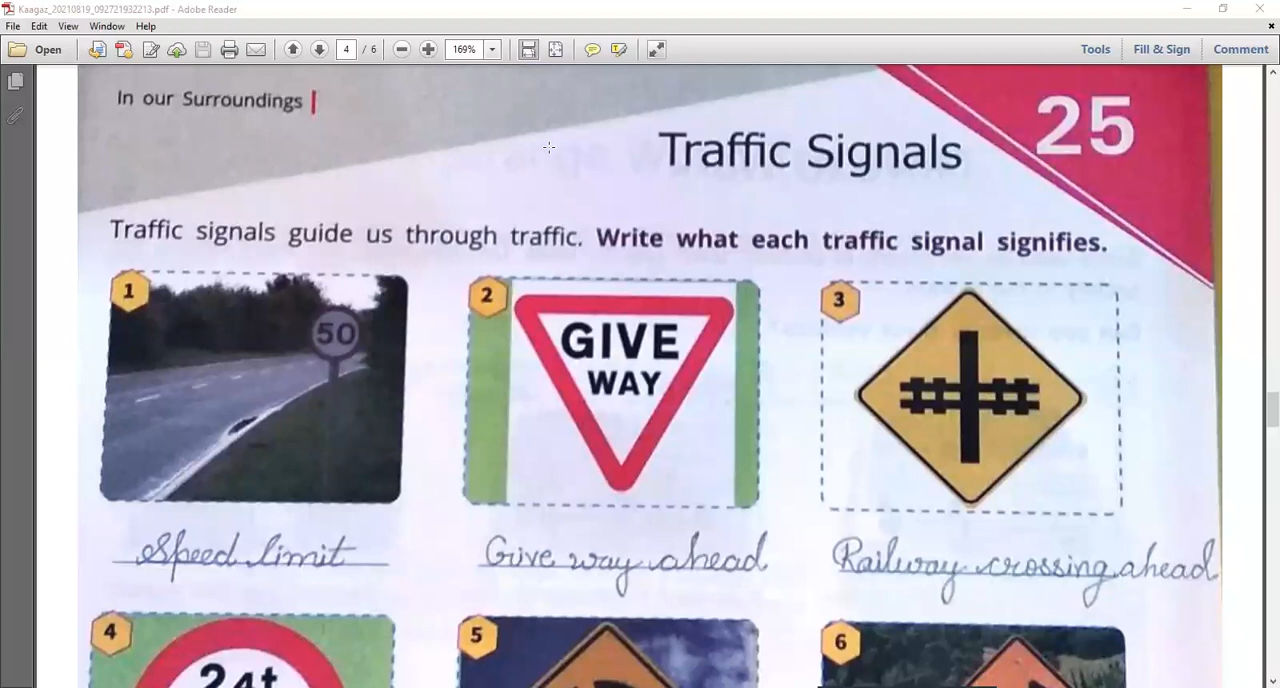 Kaagaz_20210819_092721932213.pdf - Adobe Reader
File Edit View Window Help
Open 4 / 6 169% Tools Fill & Sign Comment
In our Surroundings
25
Traffic Signals
Traffic signals guide us through traffic. Write what each traffic signal signifies.
1 2 3
50
GIVE
WAY
Speed limit Give way ahead Railway crossing ahead
4 5 6
24t